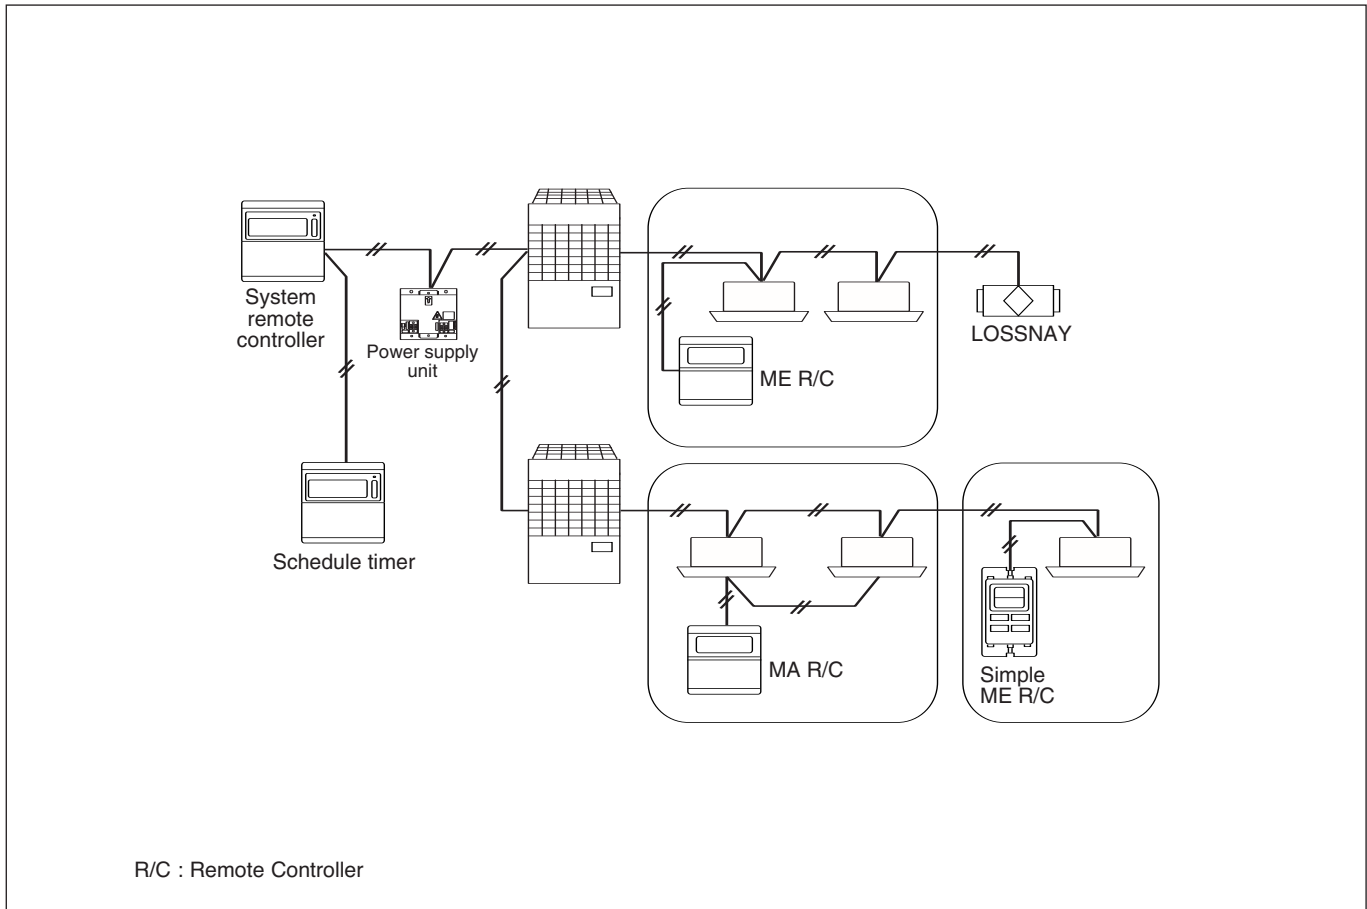 System
remote
controller
Power supply
unit
LOSSNAY
ME R/C
Schedule timer
MA R/C
Simple
ME R/C
R/C : Remote Controller